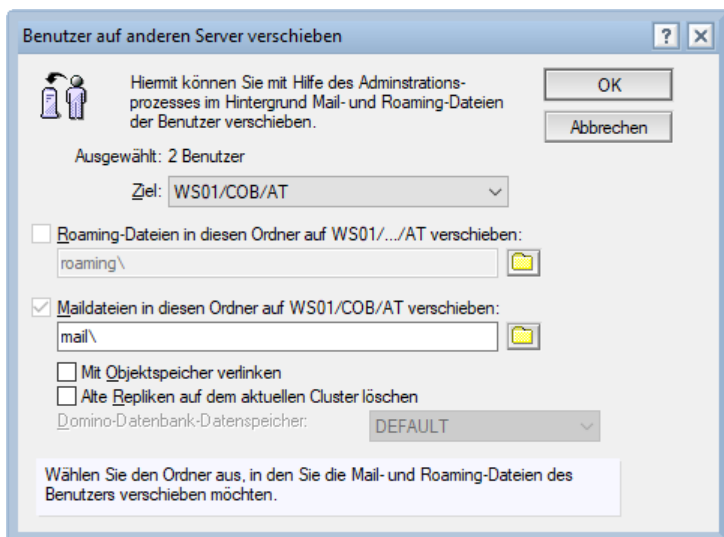 Benutzer auf anderen Server verschieben
Hiermit können Sie mit Hilfe des Adminstrations-
prozesses im Hintergrund Mail- und Roaming-Dateien
der Benutzer verschieben.
OK
Abbrechen
Ausgewählt: 2 Benutzer
Ziel: WS01/COB/AT
Roaming-Dateien in diesen Ordner auf WS01/.../AT verschieben:
roaming\
Maildateien in diesen Ordner auf WS01/COB/AT verschieben:
mail\
Mit Objektspeicher verlinken
Alte Repliken auf dem aktuellen Cluster löschen
Domino-Datenbank-Datenspeicher: DEFAULT
Wählen Sie den Ordner aus, in den Sie die Mail- und Roaming-Dateien des
Benutzers verschieben möchten.